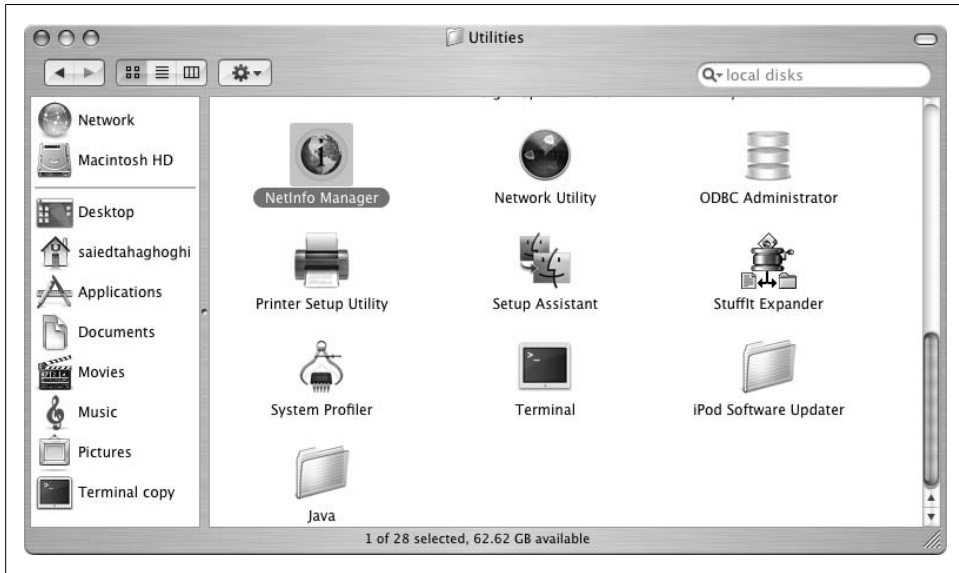 Utilities
local disks
Network
Macintosh HD
Desktop
saiedtahaghoghi
Applications
Documents
Movies
Music
Pictures
Terminal copy
NetInfo Manager
Network Utility
ODBC Administrator
Printer Setup Utility
Setup Assistant
StuffIt Expander
System Profiler
Terminal
iPod Software Updater
Java
1 of 28 selected, 62.62 GB available